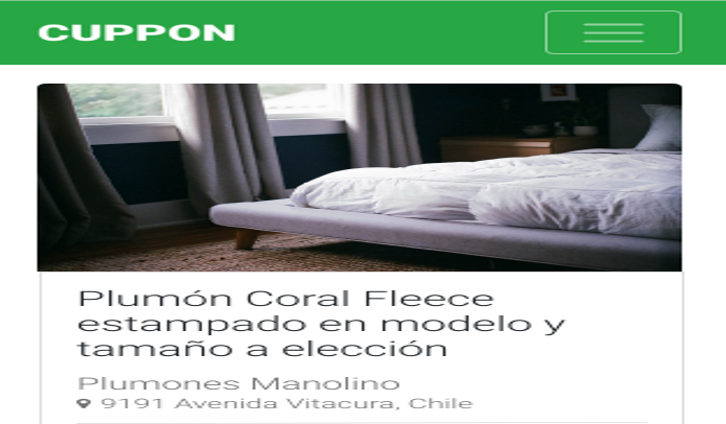 CUPPON
Plumón Coral Fleece
estampado en modelo y
tamaño a elección
Plumones Manolino
9191 Avenida Vitacura, Chile